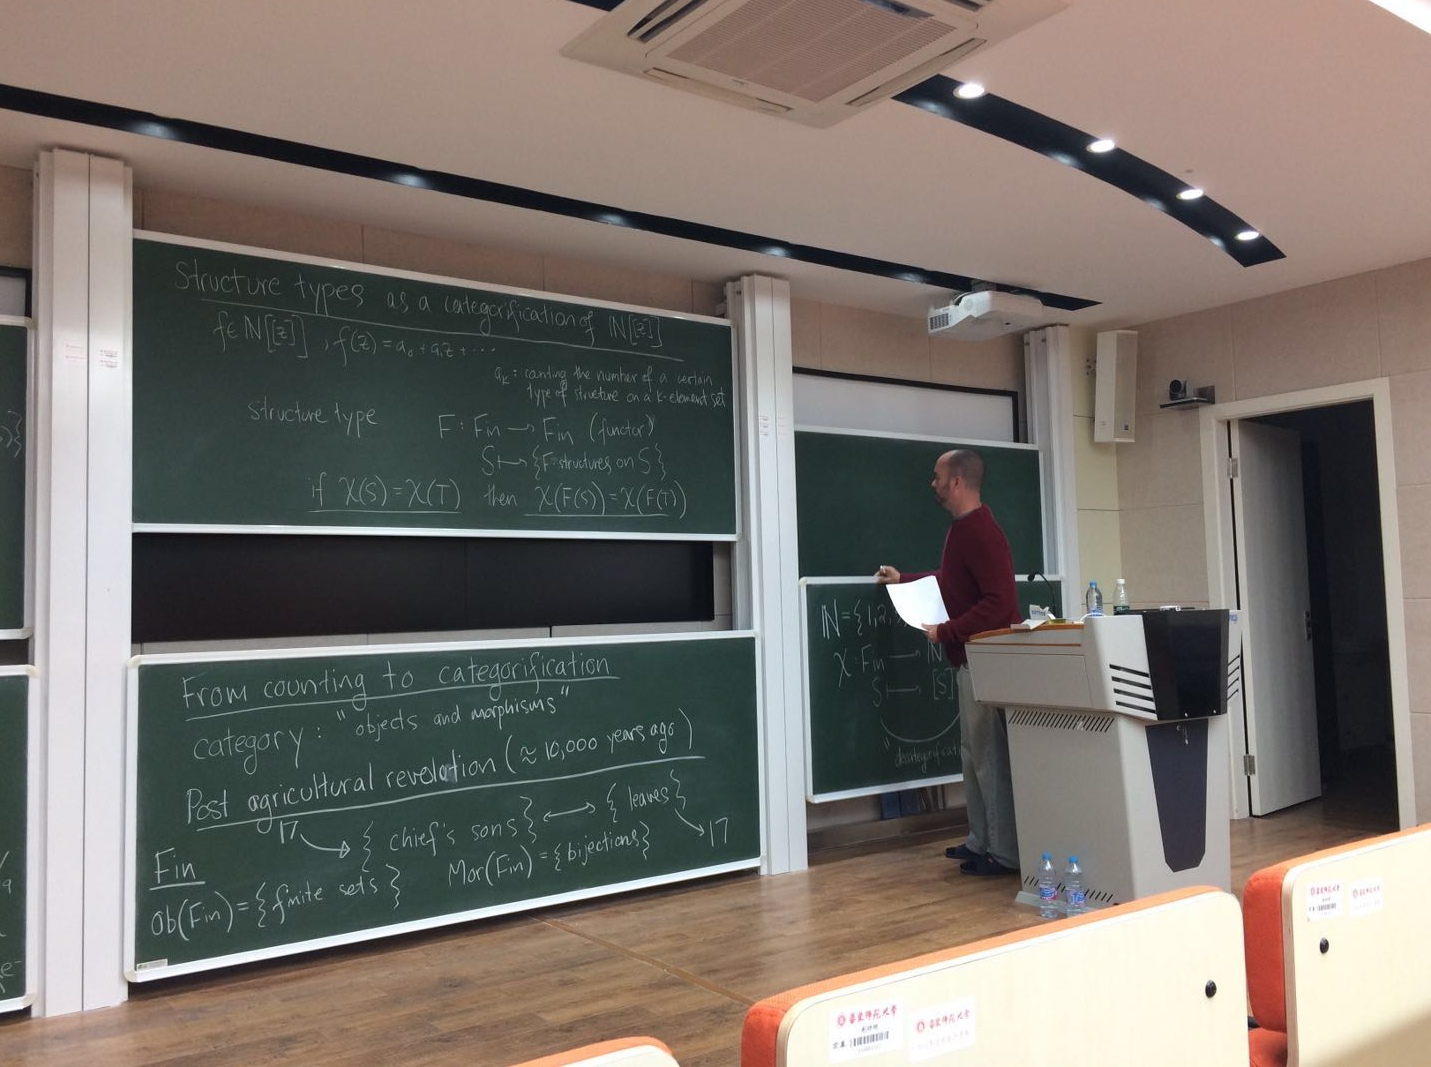 Structure types as a categorification of ℕ[z]
f∈ℕ[z], f(z)=a₀+a₁z+⋯
aₖ: counting the number of a certain
type of structure on a k-element set
structure type F: Fin → Fin (functor)
S ↦ {F-structures on S}
if χ(S)=χ(T) then χ(F(S))=χ(F(T))
From counting to categorification
category: "objects and morphisms"
Post agricultural revolution (≈ 10,000 years ago)
17 → { chief's sons } ↔ { leaves } → 17
Fin
Ob(Fin)={finite sets} Mor(Fin)={bijections}
ℕ={1,2,
χ: Fin → ℕ
S ↦ [S]
"decategorificati